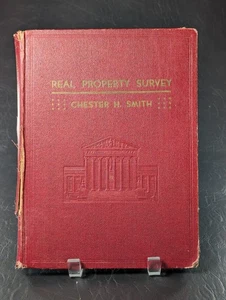 REAL PROPERTY SURVEY
CHESTER H. SMITH